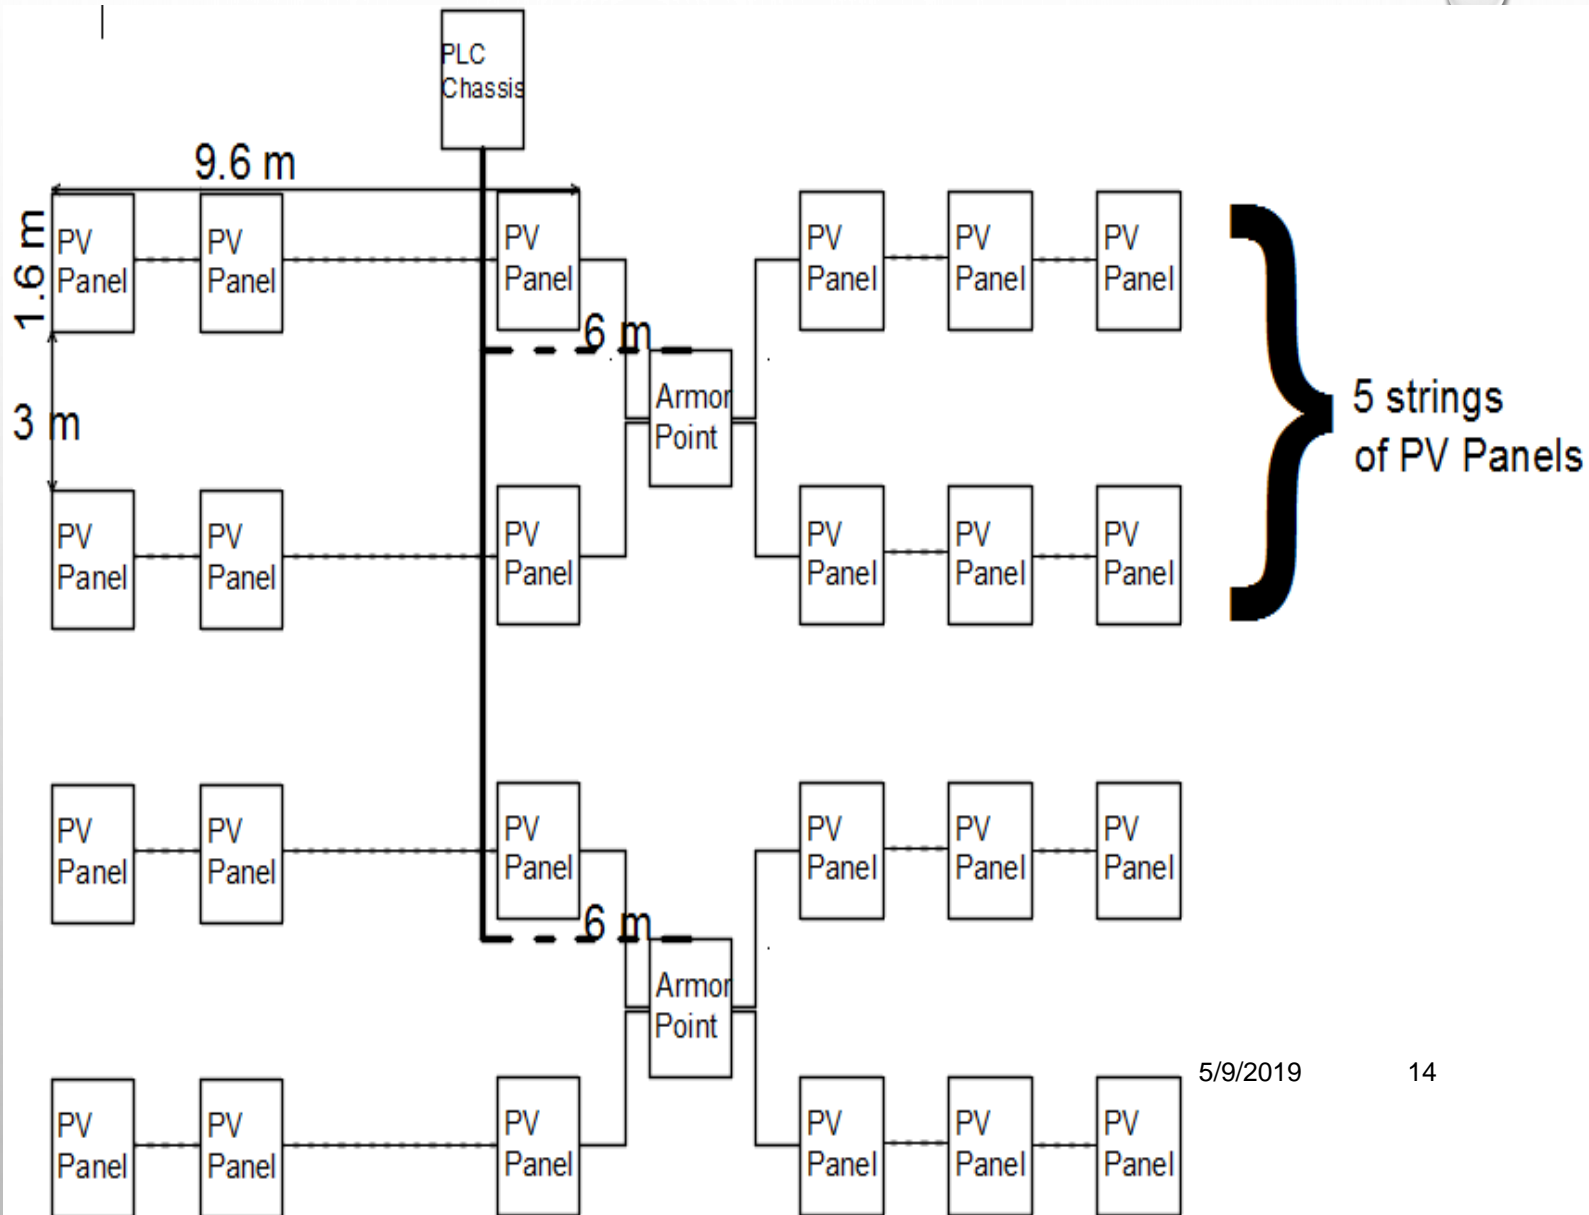 PLC
Chassis
9.6 m
1.6 m
PV
Panel
PV
Panel
PV
Panel
PV
Panel
PV
Panel
PV
Panel
6 m
Armor
Point
3 m
5 strings
of PV Panels
PV
Panel
PV
Panel
PV
Panel
PV
Panel
PV
Panel
PV
Panel
PV
Panel
PV
Panel
PV
Panel
PV
Panel
PV
Panel
PV
Panel
6 m
Armor
Point
5/9/2019
14
PV
Panel
PV
Panel
PV
Panel
PV
Panel
PV
Panel
PV
Panel